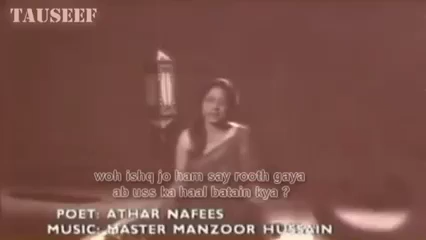 TAUSEEF
woh ishq jo ham say rooth gaya
ab uss ka haal batain kya ?
POET: ATHAR NAFEES
MUSIC: MASTER MANZOOR HUSSAIN